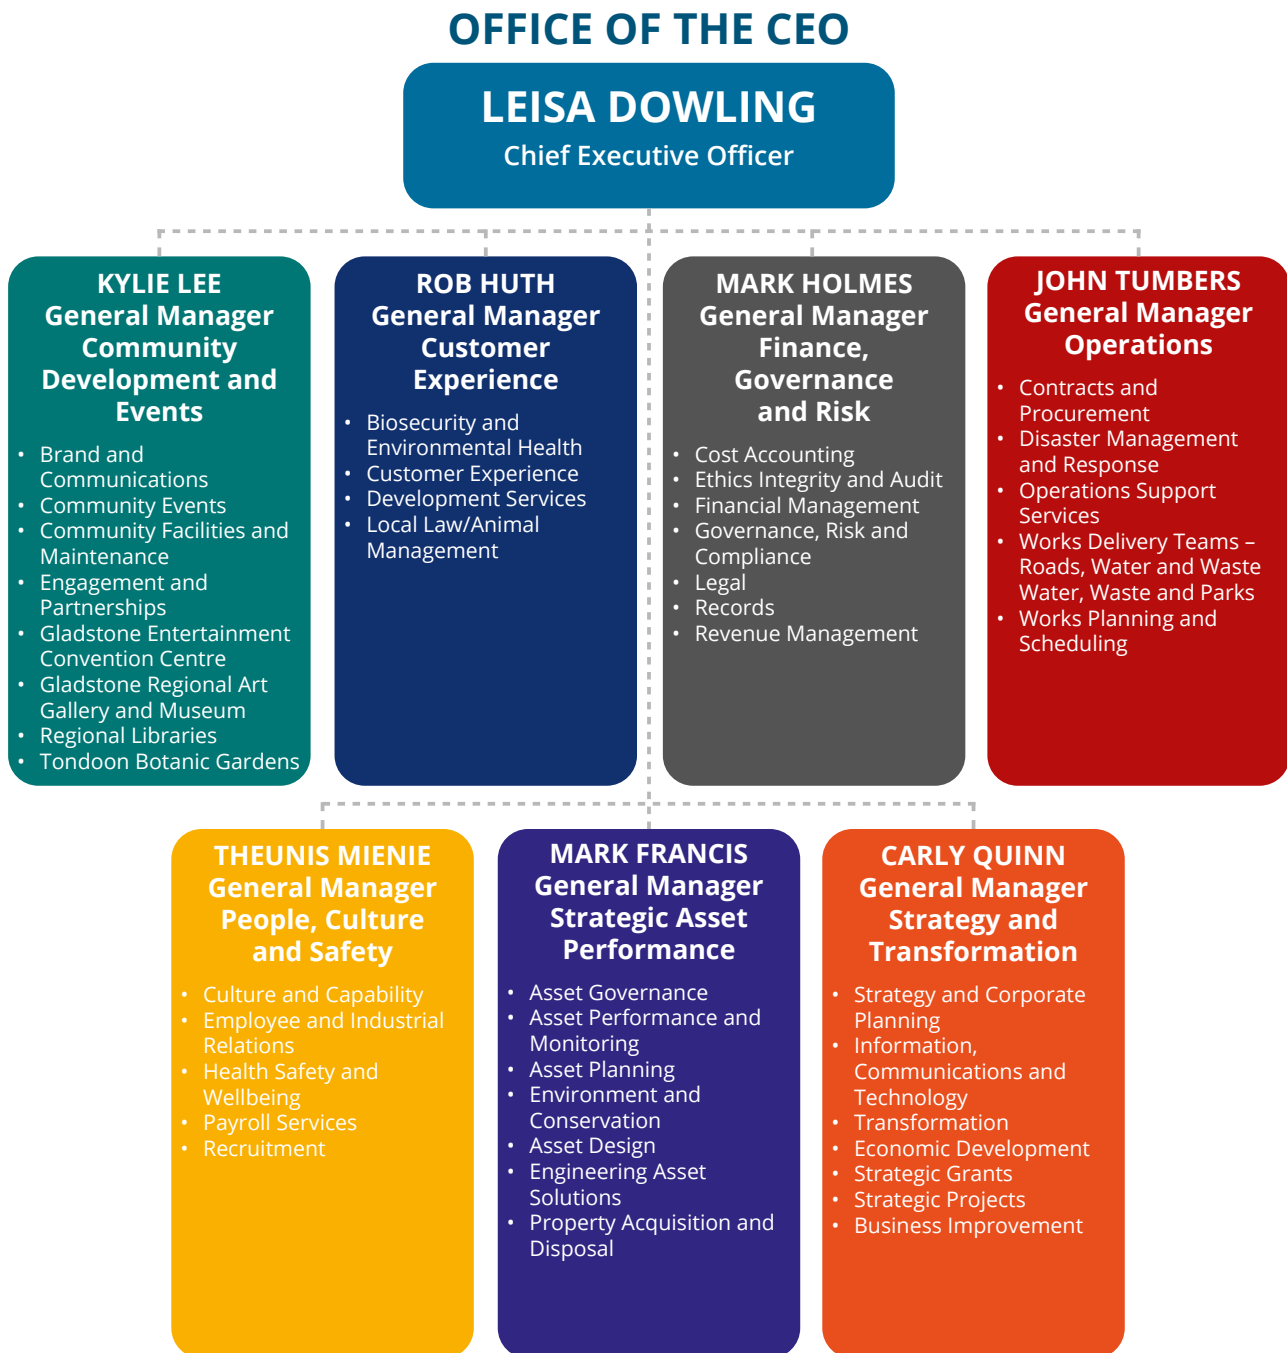 OFFICE OF THE CEO
LEISA DOWLING
Chief Executive Officer
KYLIE LEE
General Manager
Community
Development and
Events
• Brand and
Communications
• Community Events
• Community Facilities and
Maintenance
• Engagement and
Partnerships
• Gladstone Entertainment
Convention Centre
• Gladstone Regional Art
Gallery and Museum
• Regional Libraries
• Tondoon Botanic Gardens
ROB HUTH
General Manager
Customer
Experience
• Biosecurity and
Environmental Health
• Customer Experience
• Development Services
• Local Law/Animal
Management
MARK HOLMES
General Manager
Finance,
Governance
and Risk
• Cost Accounting
• Ethics Integrity and Audit
• Financial Management
• Governance, Risk and
Compliance
• Legal
• Records
• Revenue Management
JOHN TUMBERS
General Manager
Operations
• Contracts and
Procurement
• Disaster Management
and Response
• Operations Support
Services
• Works Delivery Teams –
Roads, Water and Waste
Water, Waste and Parks
• Works Planning and
Scheduling
THEUNIS MIENIE
General Manager
People, Culture
and Safety
• Culture and Capability
• Employee and Industrial
Relations
• Health Safety and
Wellbeing
• Payroll Services
• Recruitment
MARK FRANCIS
General Manager
Strategic Asset
Performance
• Asset Governance
• Asset Performance and
Monitoring
• Asset Planning
• Environment and
Conservation
• Asset Design
• Engineering Asset
Solutions
• Property Acquisition and
Disposal
CARLY QUINN
General Manager
Strategy and
Transformation
• Strategy and Corporate
Planning
• Information,
Communications and
Technology
• Transformation
• Economic Development
• Strategic Grants
• Strategic Projects
• Business Improvement